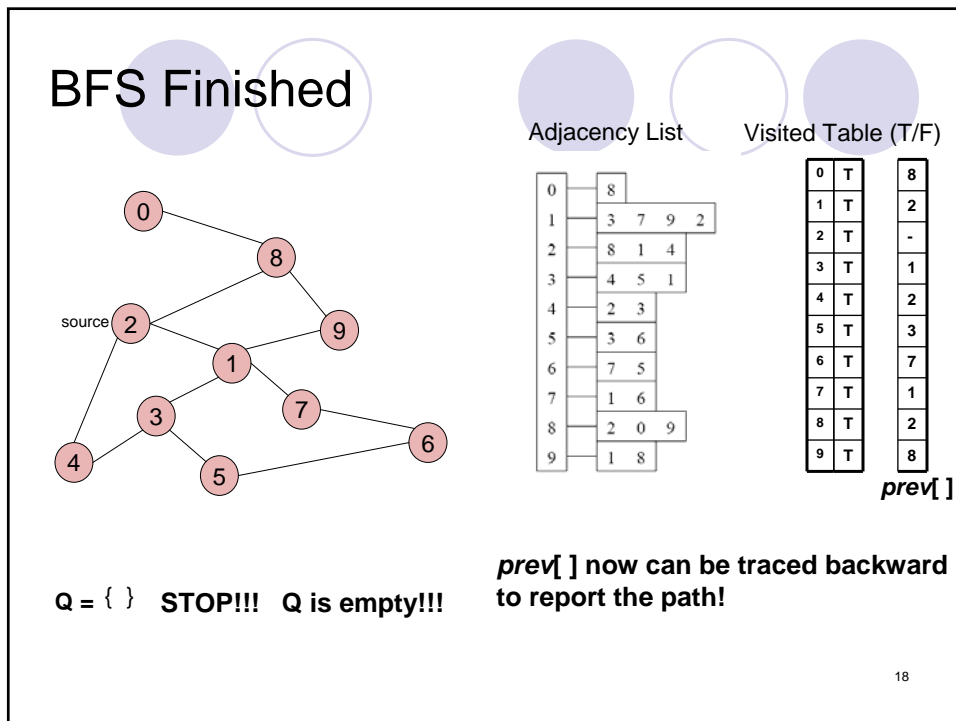 BFS Finished
Adjacency List
Visited Table (T/F)
0
8
source
2
9
1
3
7
6
4
5
0 8
1 3 7 9 2
2 8 1 4
3 4 5 1
4 2 3
5 3 6
6 7 5
7 1 6
8 2 0 9
9 1 8
0 T 8
1 T 2
2 T -
3 T 1
4 T 2
5 T 3
6 T 7
7 T 1
8 T 2
9 T 8
prev[ ]
Q = { } STOP!!! Q is empty!!!
prev[ ] now can be traced backward
to report the path!
18